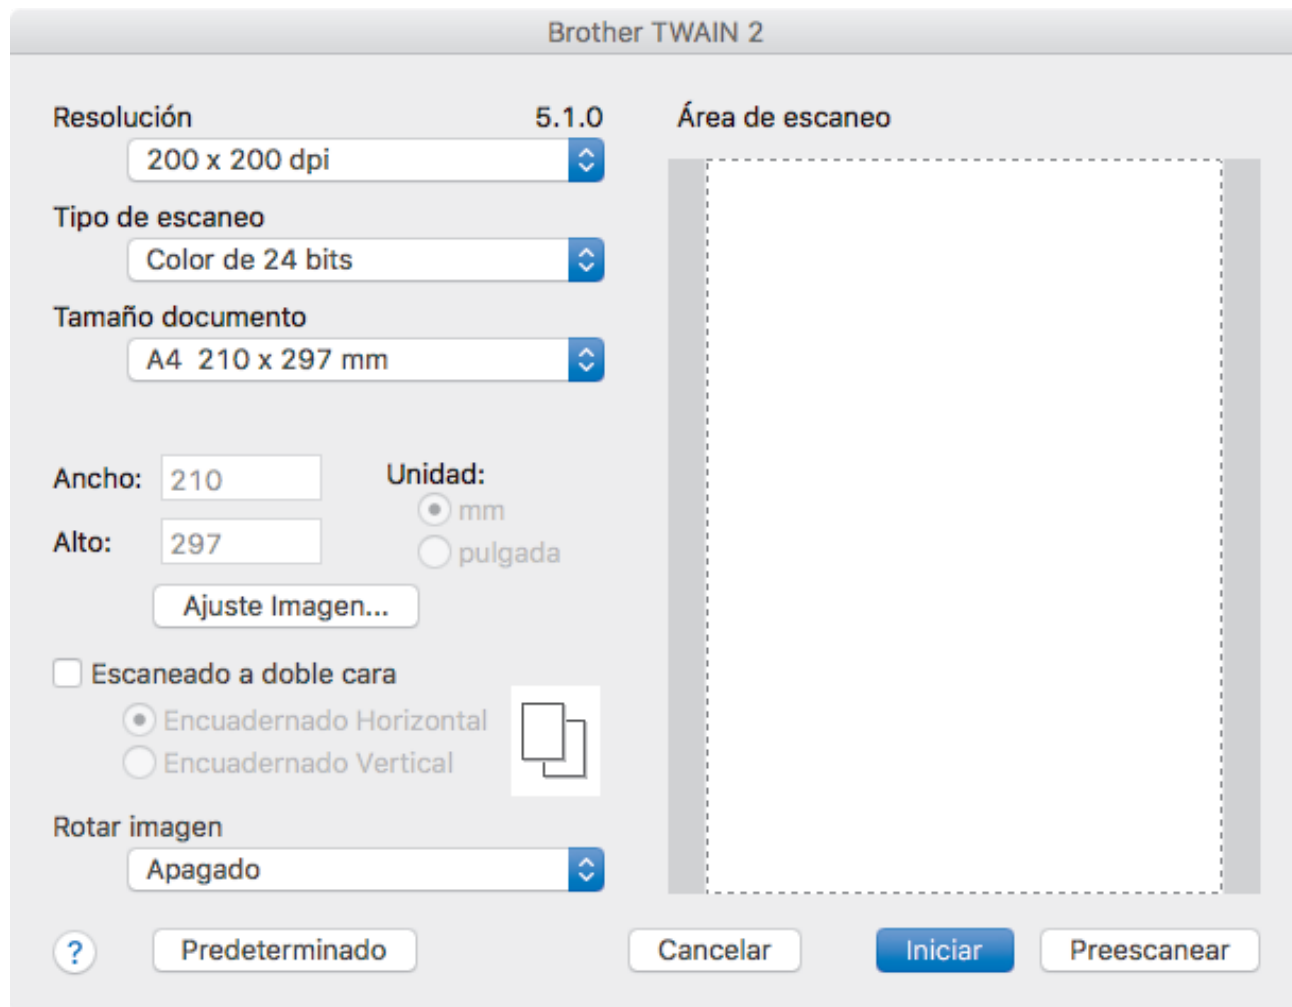 Brother TWAIN 2
Resolución 5.1.0
200 x 200 dpi
Tipo de escaneo
Color de 24 bits
Tamaño documento
A4 210 x 297 mm
Ancho: 210
Alto: 297
Unidad:
mm
pulgada
Ajuste Imagen...
Escaneado a doble cara
Encuadernado Horizontal
Encuadernado Vertical
Rotar imagen
Apagado
? Predeterminado
Área de escaneo
Cancelar Iniciar Preescanear